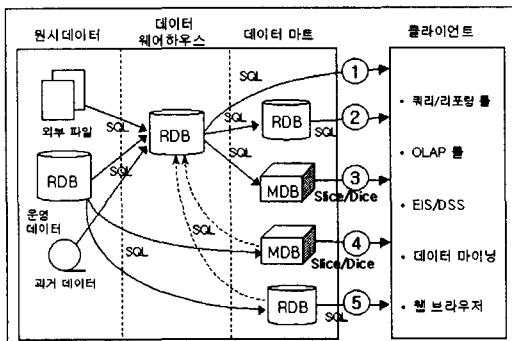 원시데이터
데이터
웨어하우스
데이터 마트
클라이언트
SQL
1
외부 파일
SQL
RDB
SQL
RDB
SQL
2
• 쿼리/리포링 툴
SQL
SQL
RDB
MDB
3
Slice/Dice
• OLAP 툴
운영
데이터
SQL
SQL
MDB
4
Slice/Dice
• EIS/DSS
과거 데이터
SQL
• 데이터 마이닝
SQL
RDB
SQL
5
• 웹 브라우저